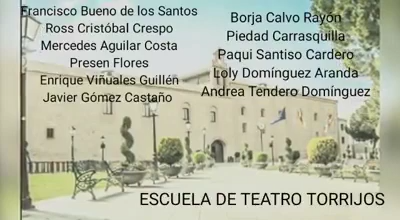 Francisco Bueno de los Santos
Ross Cristóbal Crespo
Mercedes Aguilar Costa
Presen Flores
Enrique Viñuales Guillén
Javier Gómez Castaño
Borja Calvo Rayón
Piedad Carrasquilla
Paqui Santiso Cardero
Loly Domínguez Aranda
Andrea Tendero Domínguez
ESCUELA DE TEATRO TORRIJOS